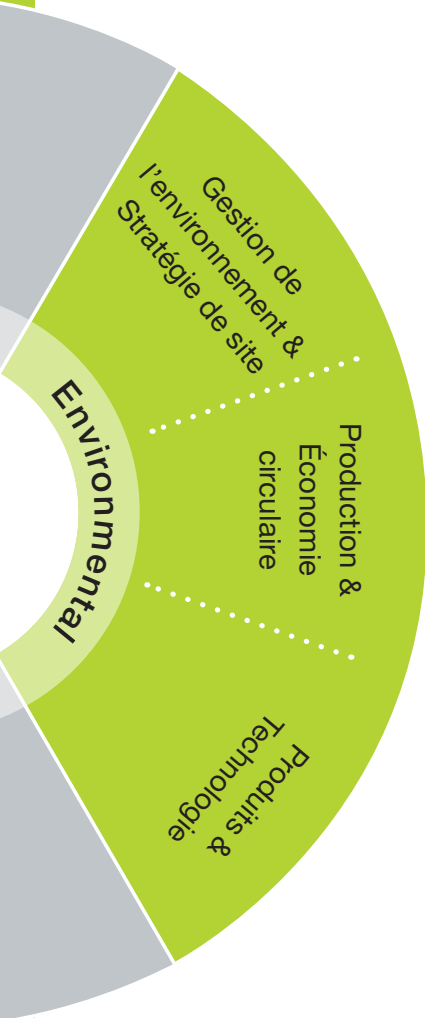 Gestion de
l'environnement &
Stratégie de site
Production &
Économie
circulaire
Produits &
Technologie
Environmental